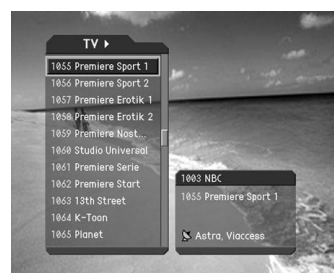 TV
1055 Premiere Sport 1
1056 Premiere Sport 2
1057 Premiere Erotik 1
1058 Premiere Erotik 2
1059 Premiere Nost...
1060 Studio Universal
1061 Premiere Serie
1062 Premiere Start
1063 13th Street
1064 K-Toon
1065 Planet
1003 NBC
1055 Premiere Sport 1
Astra, Viaccess